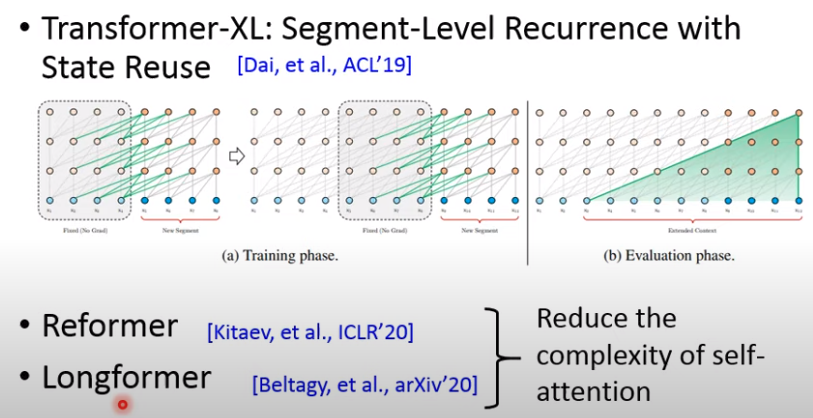 • Transformer-XL: Segment-Level Recurrence with
State Reuse [Dai, et al., ACL'19]
Fixed (No Grad)
New Segment
Fixed (No Grad)
New Segment
Extended Context
(a) Training phase.
(b) Evaluation phase.
• Reformer [Kitaev, et al., ICLR'20]
• Longformer [Beltagy, et al., arXiv'20]
Reduce the
complexity of self-
attention